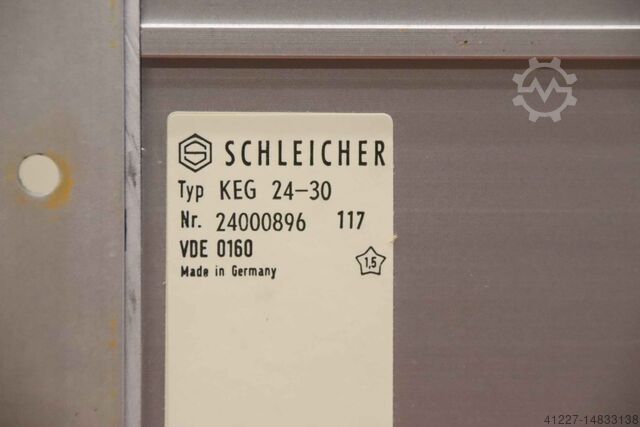 SCHLEICHER
Typ KEG 24-30
Nr. 24000896 117
VDE 0160
Made in Germany
1,5
41227-14833138